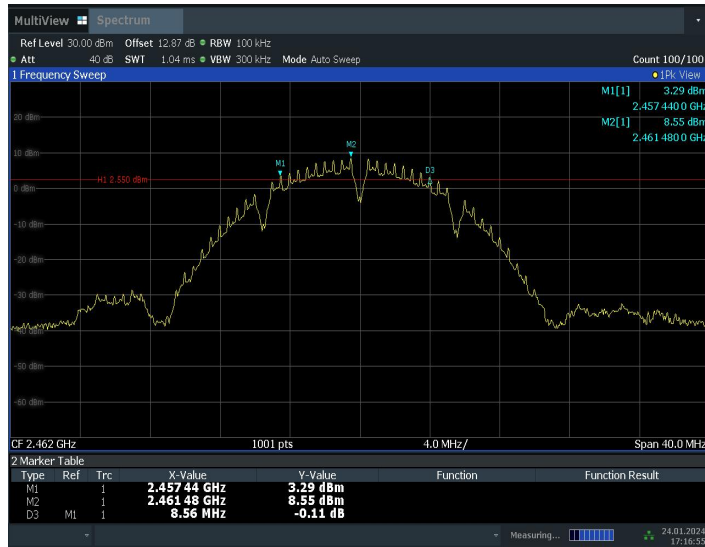 MultiView Spectrum
Ref Level 30.00 dBm Offset 12.87 dB RBW 100 kHz
Att 40 dB SWT 1.04 ms VBW 300 kHz Mode Auto Sweep Count 100/100
1 Frequency Sweep 1Pk View
M1[1] 3.29 dBm
2.457 440 0 GHz
M2[1] 8.55 dBm
2.461 480 0 GHz
20 dBm
M2
10 dBm
M1
D3
H1 2.550 dBm
0 dBm
-10 dBm
-20 dBm
-30 dBm
-40 dBm
-50 dBm
-60 dBm
CF 2.462 GHz 1001 pts 4.0 MHz/ Span 40.0 MHz
2 Marker Table
Type Ref Trc X-Value Y-Value Function Function Result
M1 1 2.457 44 GHz 3.29 dBm
M2 1 2.461 48 GHz 8.55 dBm
D3 M1 1 8.56 MHz -0.11 dB
Measuring... 24.01.2024
17:16:55